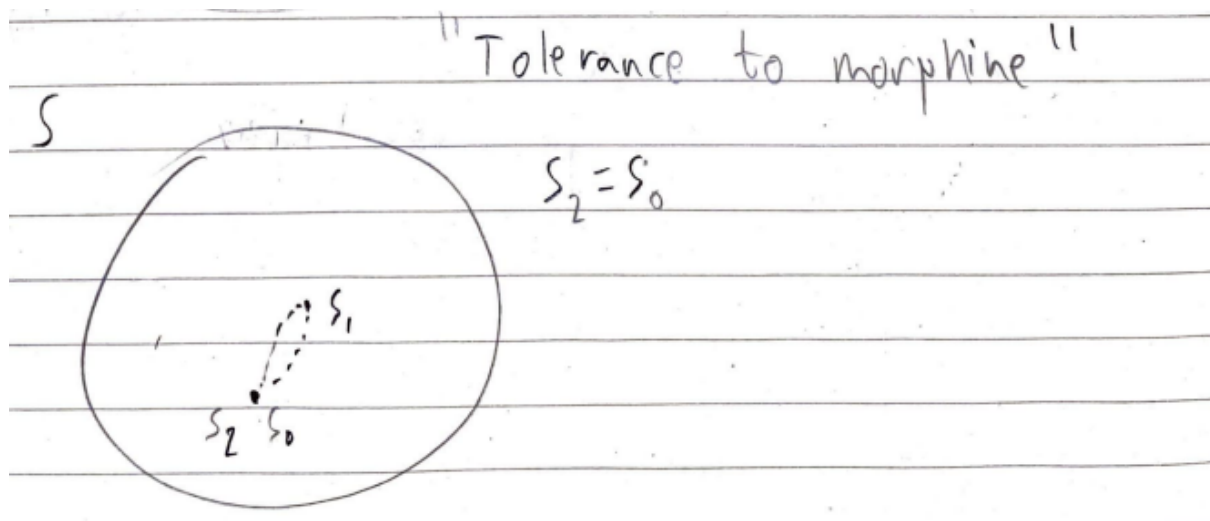 "Tolerance to morphine"
S
S₂ = S₀
S₁
S₂ S₀